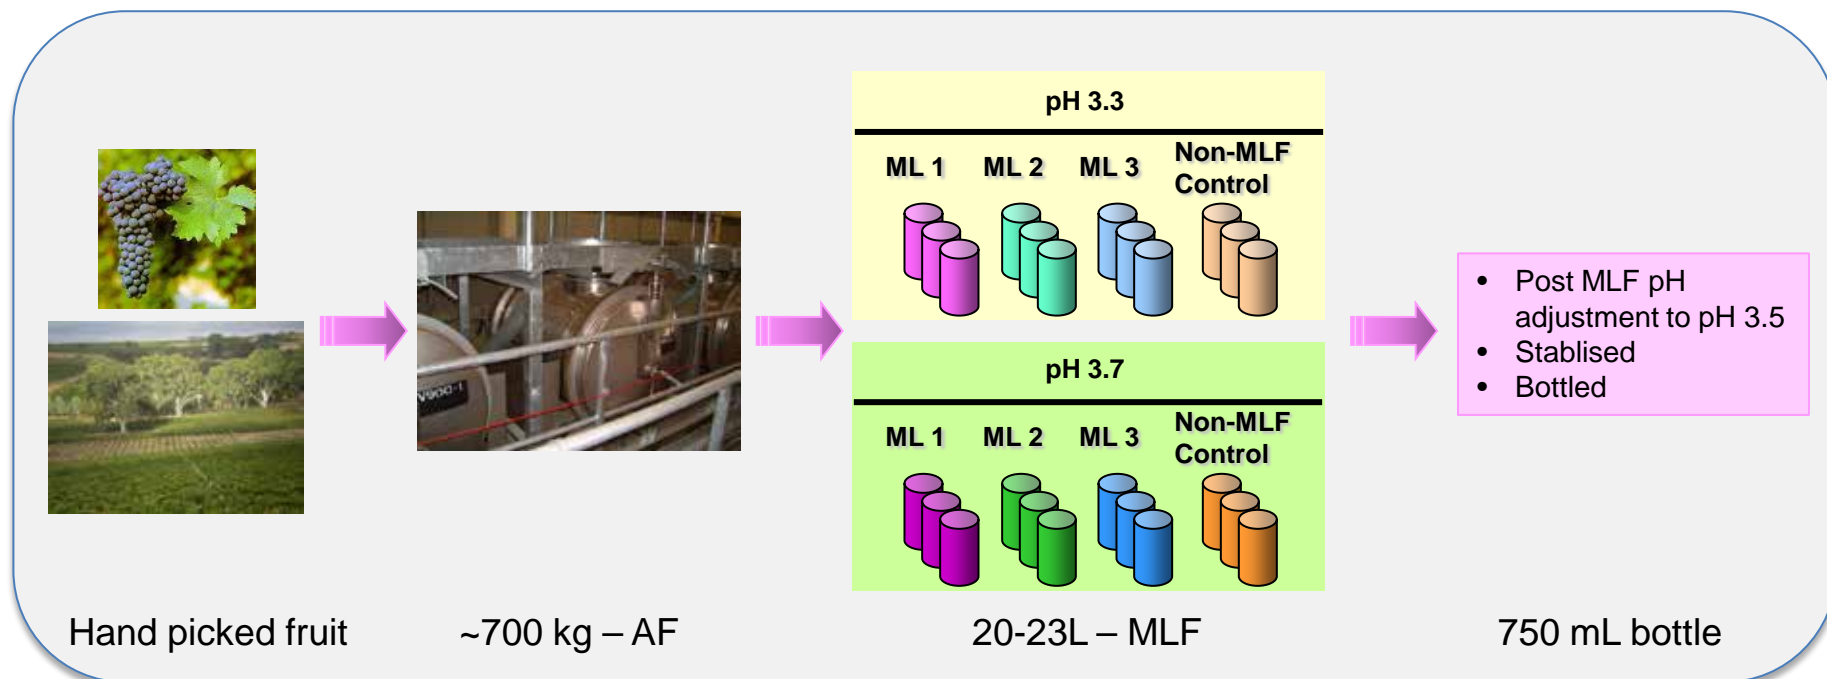 pH 3.3
ML 1
ML 2
ML 3
Non-MLF
Control
V900-1
pH 3.7
ML 1
ML 2
ML 3
Non-MLF
Control
• Post MLF pH
adjustment to pH 3.5
• Stablised
• Bottled
Hand picked fruit
~700 kg – AF
20-23L – MLF
750 mL bottle